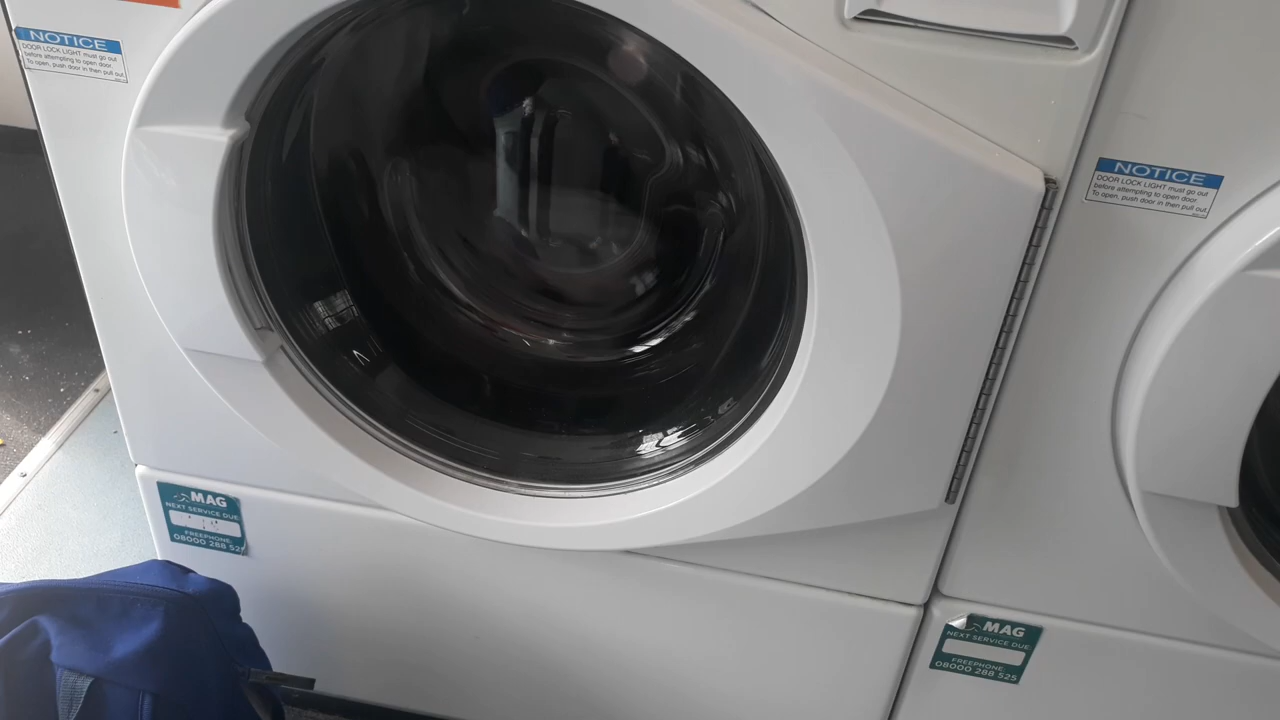 NOTICE
DOOR LOCK LIGHT must go out
before attempting to open door.
To open, push door in then pull out.
NOTICE
DOOR LOCK LIGHT must go out
before attempting to open door.
To open, push door in then pull out.
MAG
NEXT SERVICE DUE
FREEPHONE:
08000 288 525
MAG
NEXT SERVICE DUE
FREEPHONE:
08000 288 525